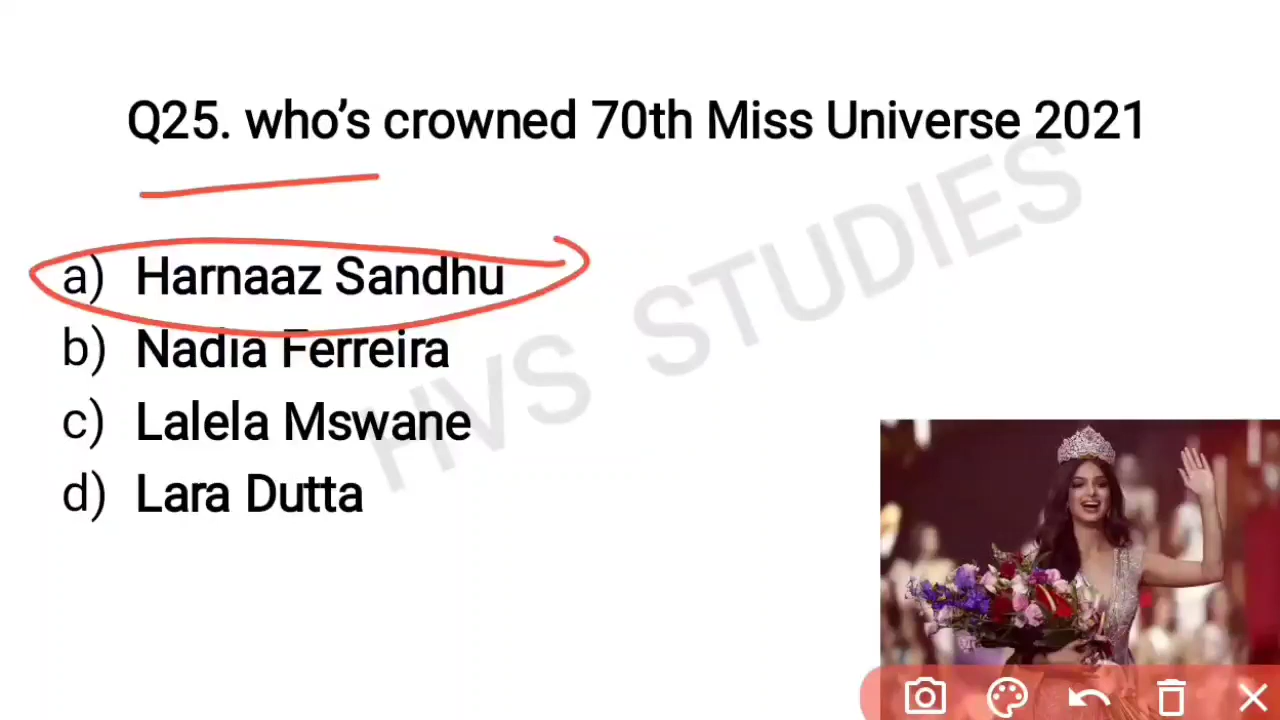 Q25. who’s crowned 70th Miss Universe 2021
a) Harnaaz Sandhu
b) Nadia Ferreira
c) Lalela Mswane
d) Lara Dutta
HVS STUDIES